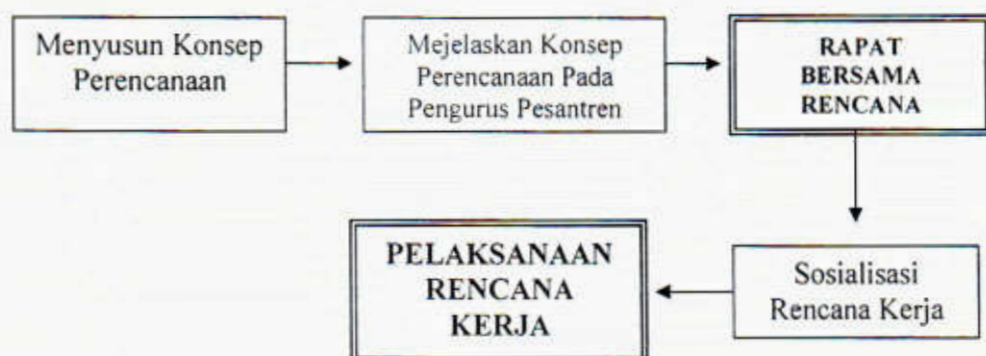 Menyusun Konsep
Perencanaan
Mejelaskan Konsep
Perencanaan Pada
Pengurus Pesantren
RAPAT
BERSAMA
RENCANA
Sosialisasi
Rencana Kerja
PELAKSANAAN
RENCANA
KERJA